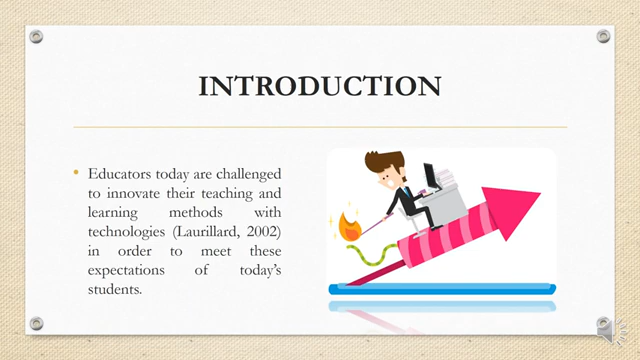 INTRODUCTION
• Educators today are challenged
to innovate their teaching and
learning methods with
technologies (Laurillard, 2002)
in order to meet these
expectations of today's
students.